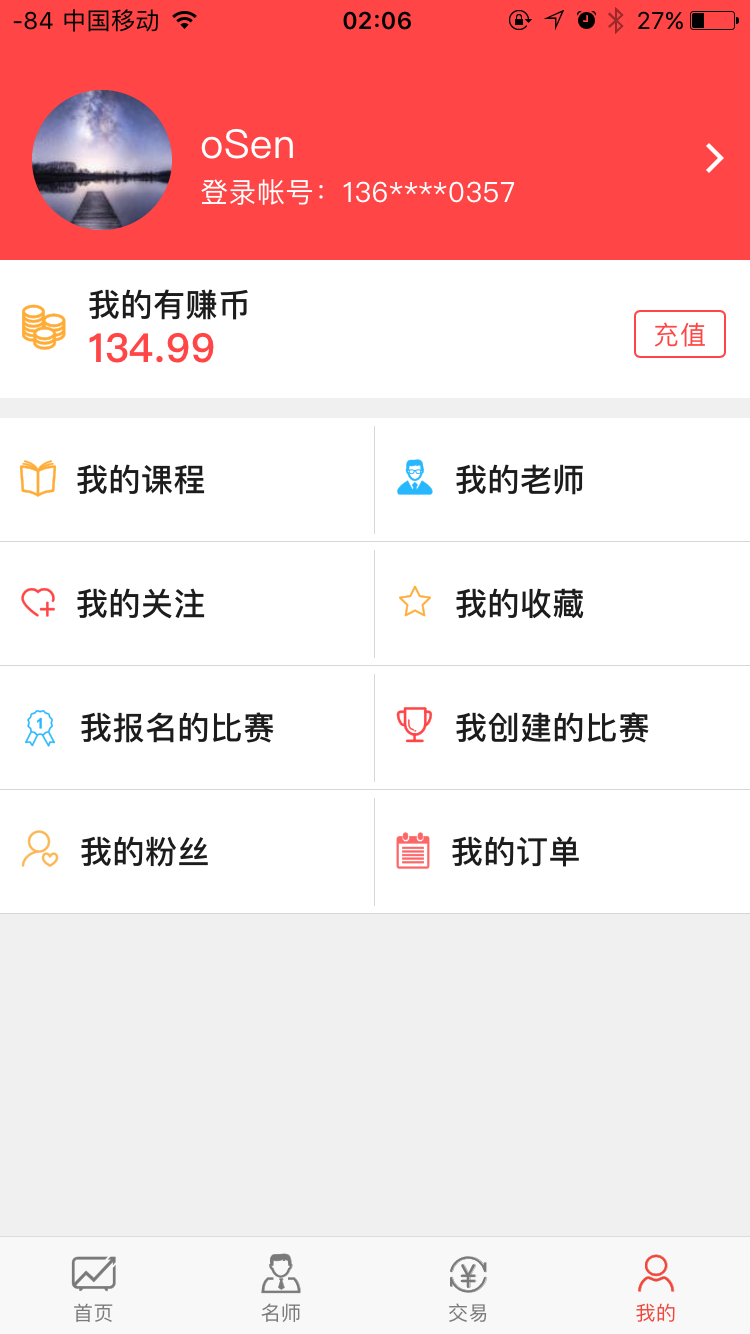 -84 中国移动 02:06 27%
oSen
登录帐号：136****0357
我的有赚币
134.99
充值
我的课程
我的老师
我的关注
我的收藏
1
我报名的比赛
我创建的比赛
我的粉丝
我的订单
首页
名师
交易
我的